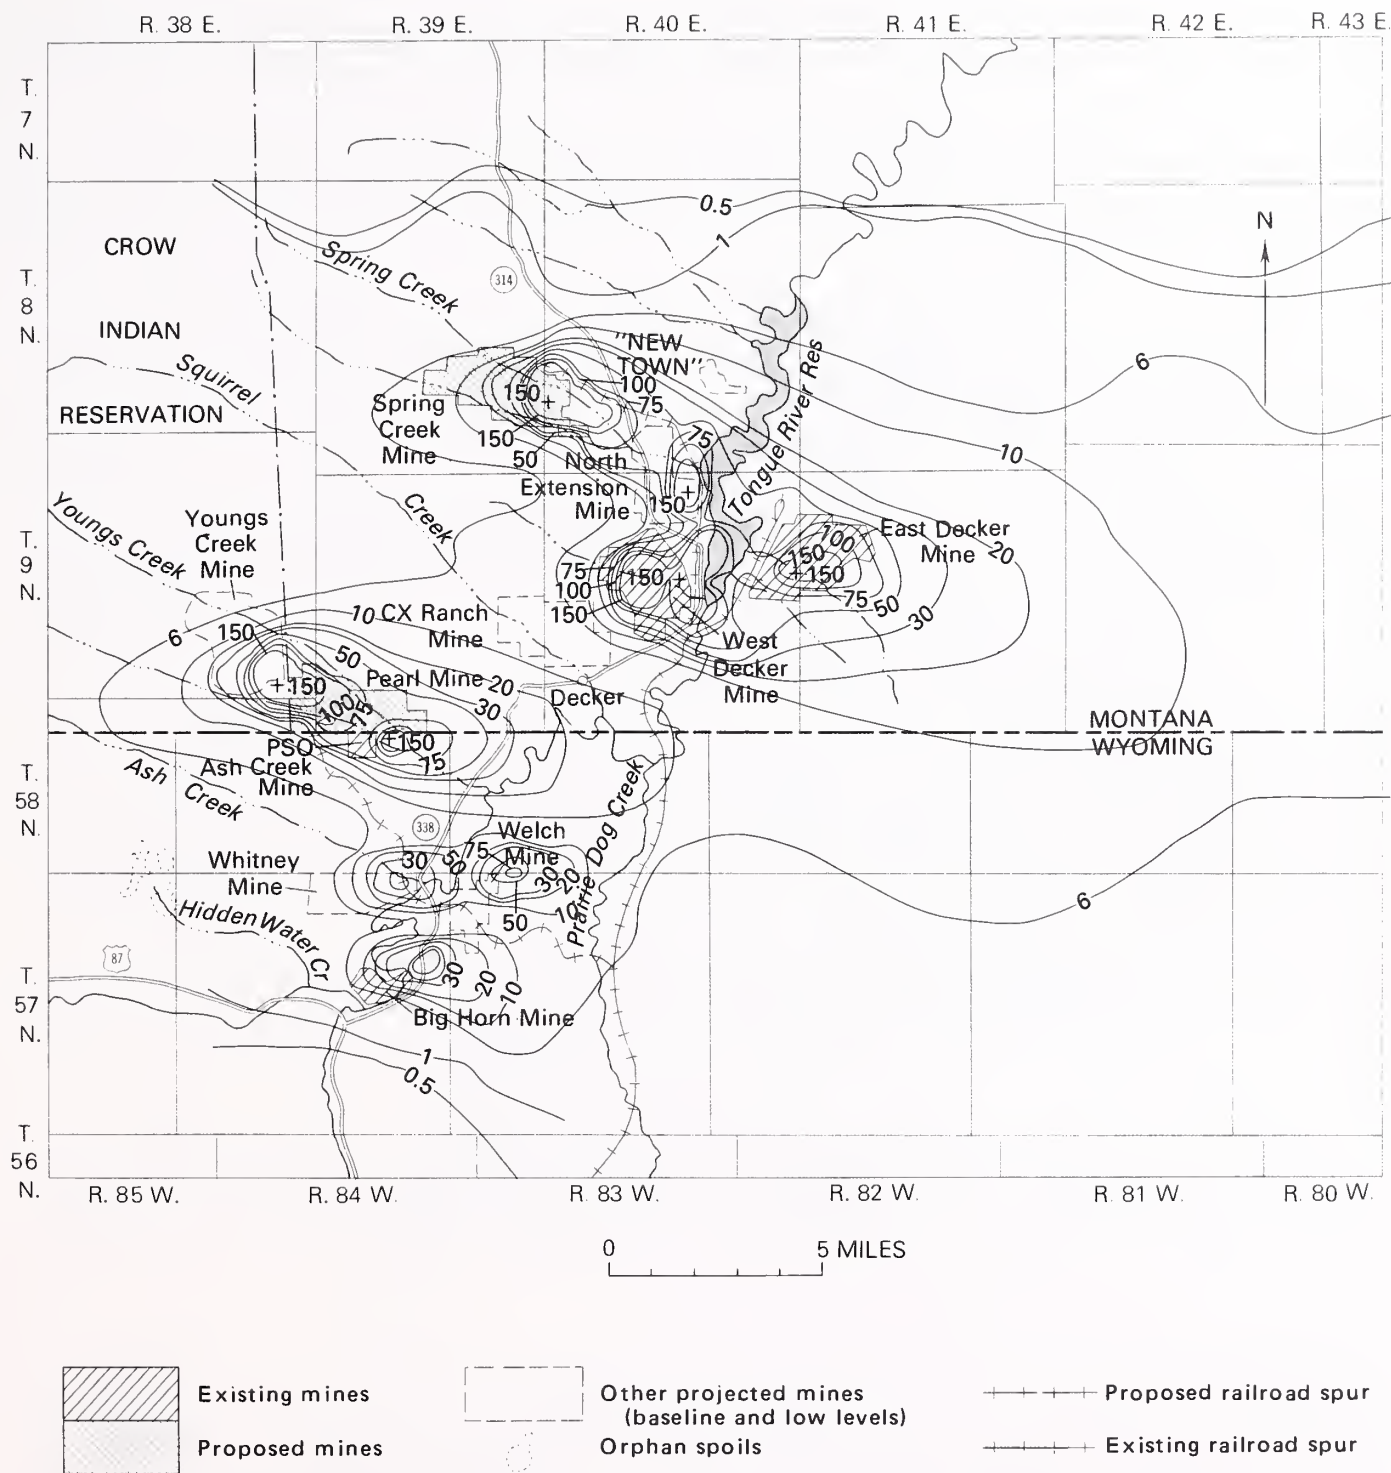 R. 38 E. R. 39 E. R. 40 E. R. 41 E. R. 42 E. R. 43 E.
T.
7
N.
0.5
1
N
CROW
Spring Creek
314
T.
8
N.
INDIAN
"NEW
TOWN"
6
Squirrel
Tongue River Res
100
150
75
RESERVATION
Spring
Creek
Mine
150
50
75
10
North
Extension
Mine
150
Youngs Creek
Youngs
Creek
Mine
Creek
T.
9
N.
East Decker
Mine
100
150
150
20
75
100
150
150
75
50
30
10
CX Ranch
Mine
6
150
West
Decker
Mine
50
Pearl Mine
20
30
Decker
150
100
75
MONTANA
WYOMING
PSO
Ash Creek
Mine
150
75
Ash Creek
T.
58
N.
Prairie Dog Creek
338
Welch
Mine
75
50
30
Whitney
Mine
30
20
10
50
6
Hidden Water Cr
87
T.
57
N.
30
20
10
Big Horn Mine
1
0.5
T.
56
N.
R. 85 W. R. 84 W. R. 83 W. R. 82 W. R. 81 W. R. 80 W.
0 5 MILES
Existing mines
Proposed mines
Other projected mines
(baseline and low levels)
Orphan spoils
Proposed railroad spur
Existing railroad spur